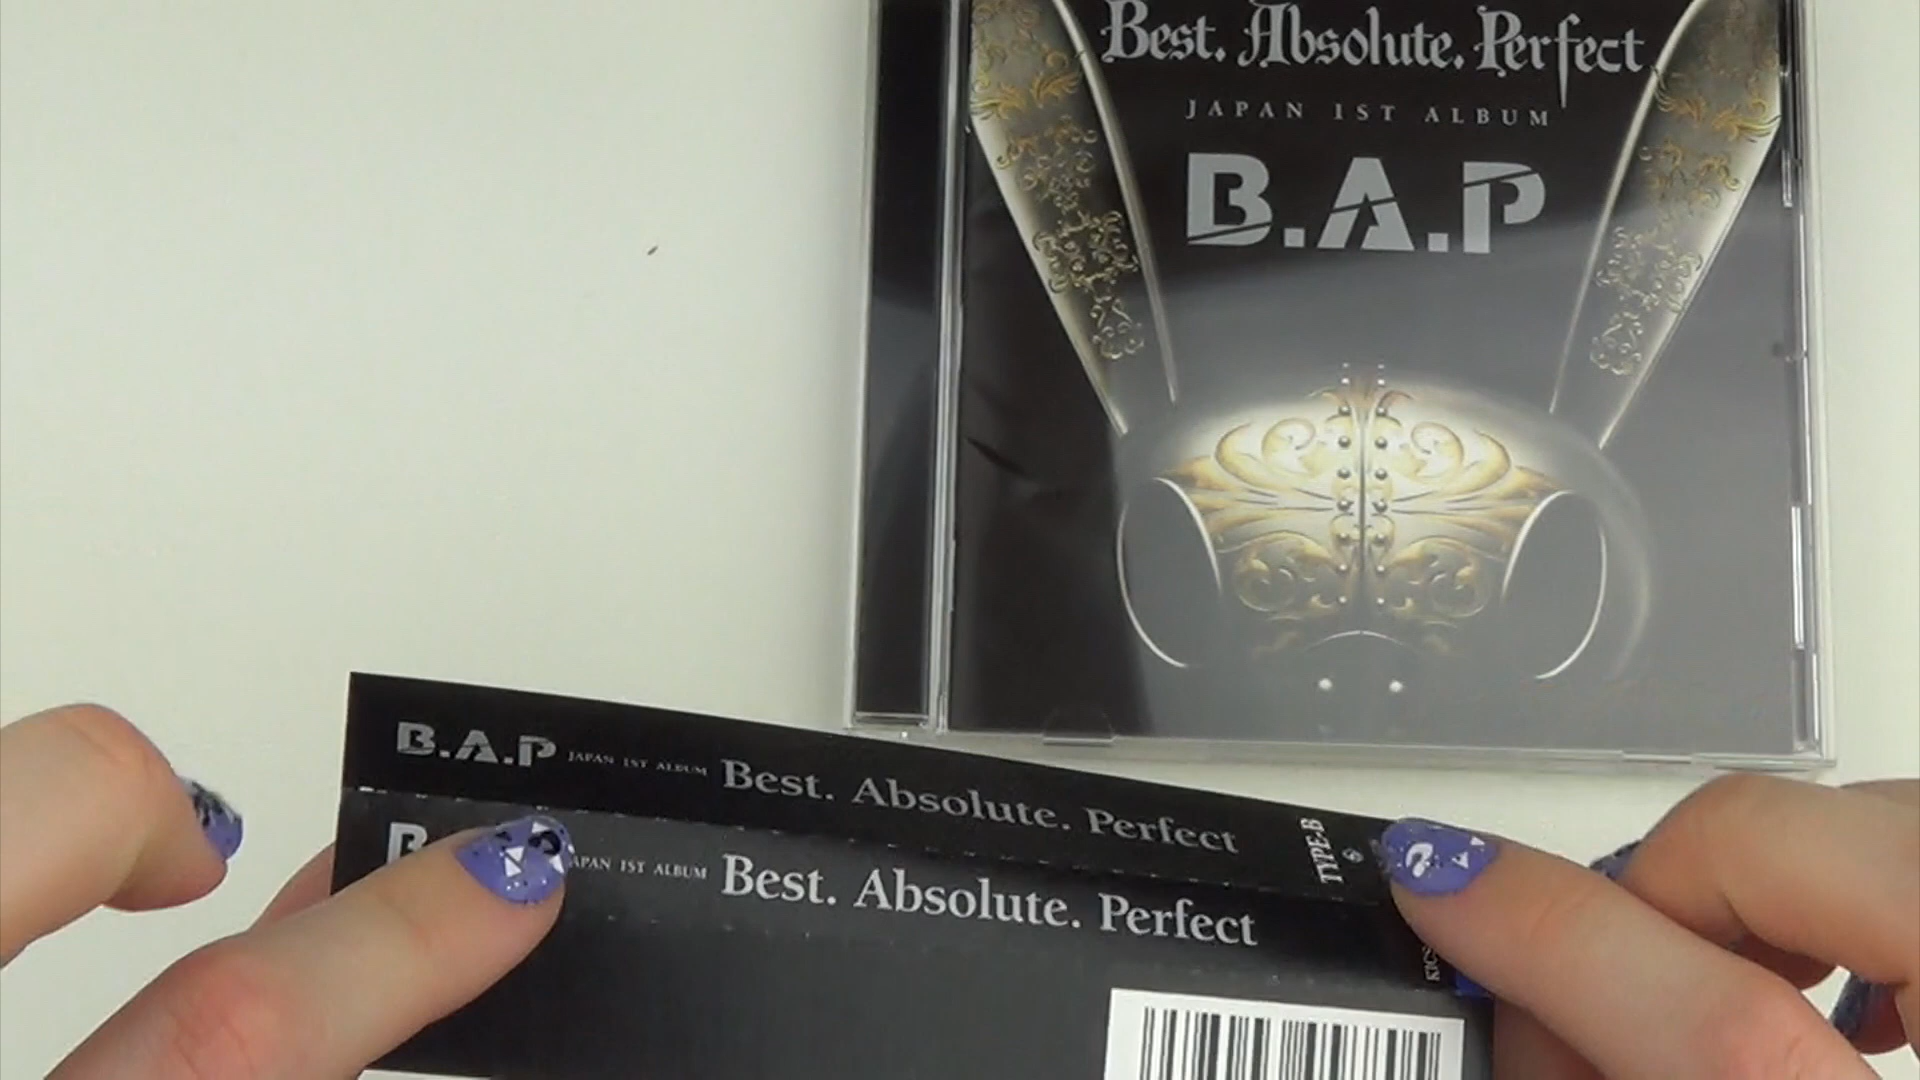 Best. Absolute. Perfect
JAPAN 1ST ALBUM
B.A.P
B.A.P JAPAN 1ST ALBUM Best. Absolute. Perfect
TYPE-B
JAPAN 1ST ALBUM Best. Absolute. Perfect